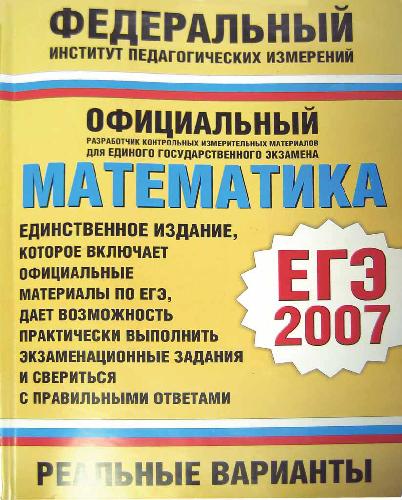 ФЕДЕРАЛЬНЫЙ
ИНСТИТУТ ПЕДАГОГИЧЕСКИХ ИЗМЕРЕНИЙ
ОФИЦИАЛЬНЫЙ
РАЗРАБОТЧИК КОНТРОЛЬНЫХ ИЗМЕРИТЕЛЬНЫХ МАТЕРИАЛОВ
ДЛЯ ЕДИНОГО ГОСУДАРСТВЕННОГО ЭКЗАМЕНА
МАТЕМАТИКА
ЕДИНСТВЕННОЕ ИЗДАНИЕ,
КОТОРОЕ ВКЛЮЧАЕТ
ОФИЦИАЛЬНЫЕ
МАТЕРИАЛЫ ПО ЕГЭ,
ДАЕТ ВОЗМОЖНОСТЬ
ПРАКТИЧЕСКИ ВЫПОЛНИТЬ
ЭКЗАМЕНАЦИОННЫЕ ЗАДАНИЯ
И СВЕРИТЬСЯ
С ПРАВИЛЬНЫМИ ОТВЕТАМИ
ЕГЭ
2007
РЕАЛЬНЫЕ ВАРИАНТЫ